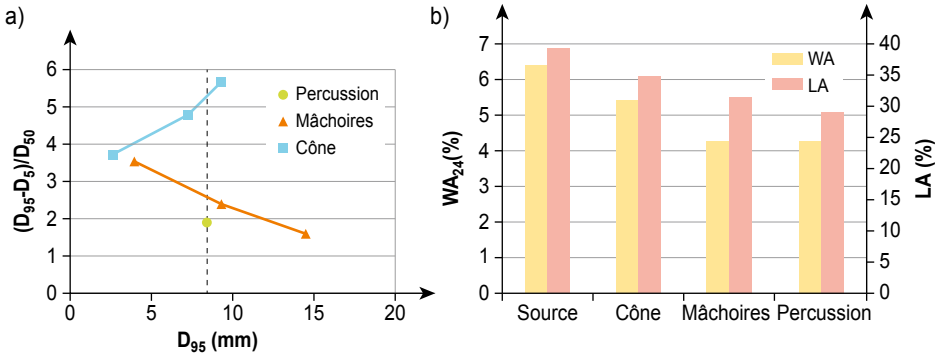 a)
(D95-D5)/D50
6
5
4
3
2
1
0
0 5 10 15 20
D95 (mm)
Percussion
Mâchoires
Cône
b)
WA24(%)
7
6
5
4
3
2
1
0
Source Cône Mâchoires Percussion
WA
LA
40
35
30
25
20
15
10
5
0
LA (%)